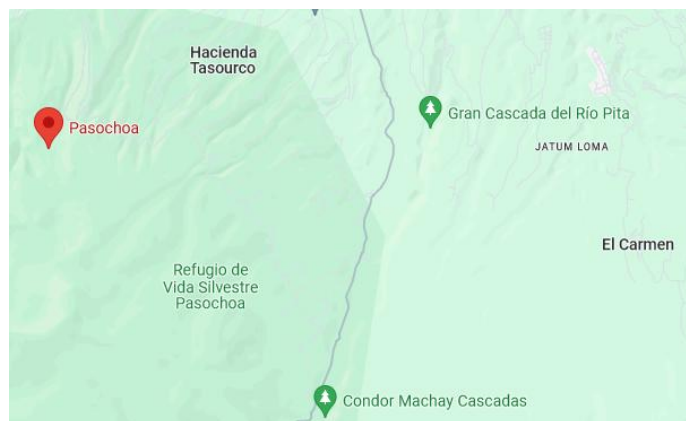 Hacienda
Tasourco
Pasochoa
Gran Cascada del Río Pita
JATUM LOMA
El Carmen
Refugio de
Vida Silvestre
Pasochoa
Condor Machay Cascadas